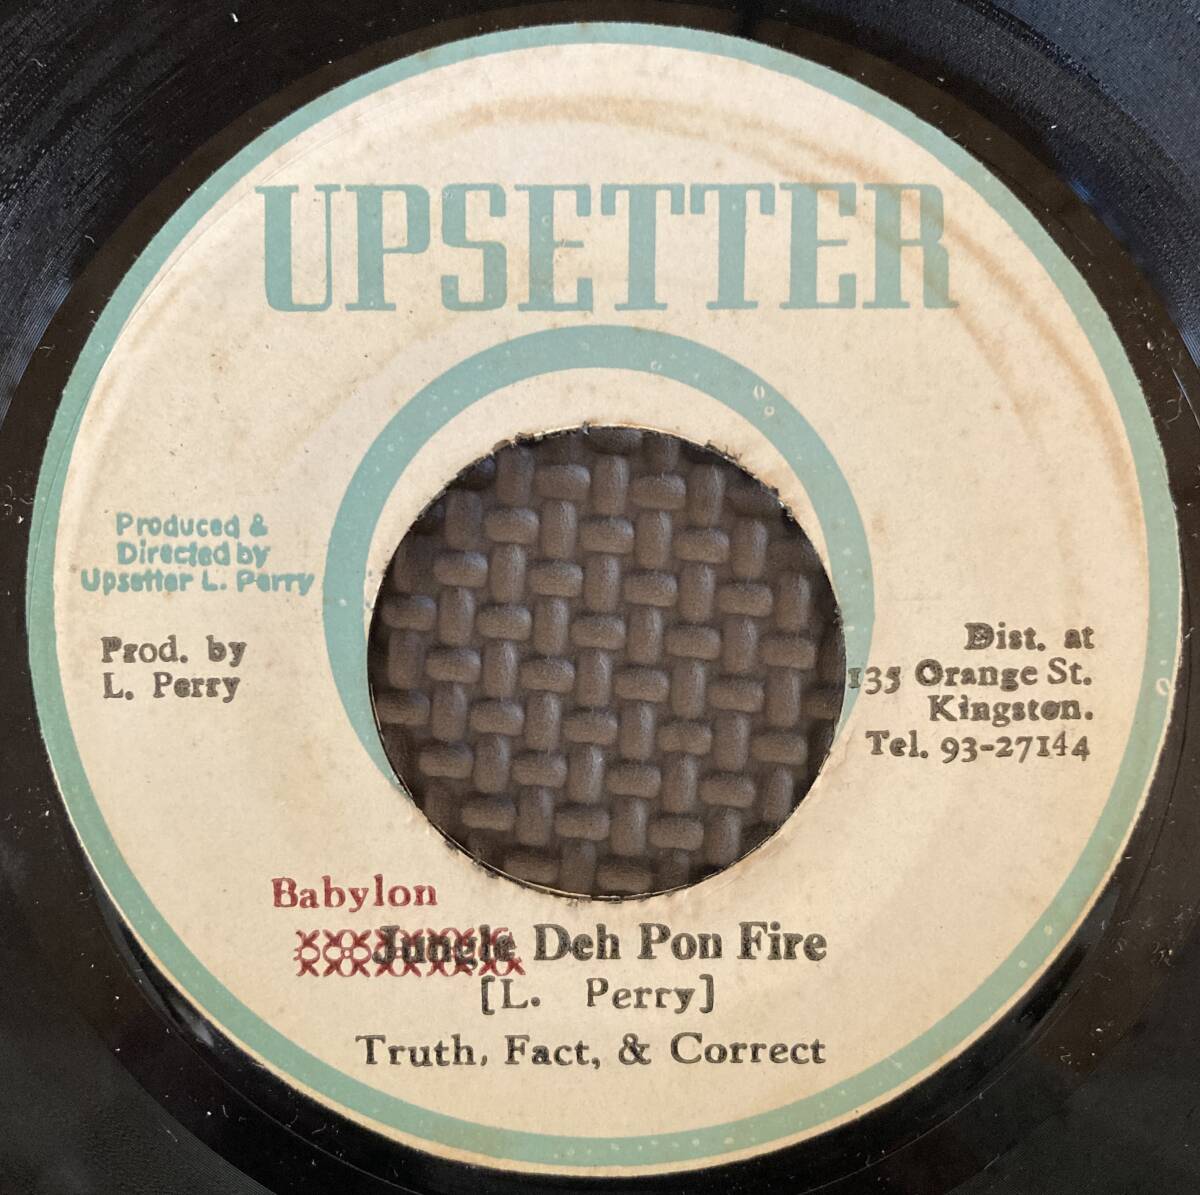 UPSETTER
Produced &
Directed by
Upsetter L. Perry
Prod. by
L. Perry
Dist. at
135 Orange St.
Kingston.
Tel. 93-27144
Babylon
Jungle Deh Pon Fire
[L. Perry]
Truth, Fact, & Correct